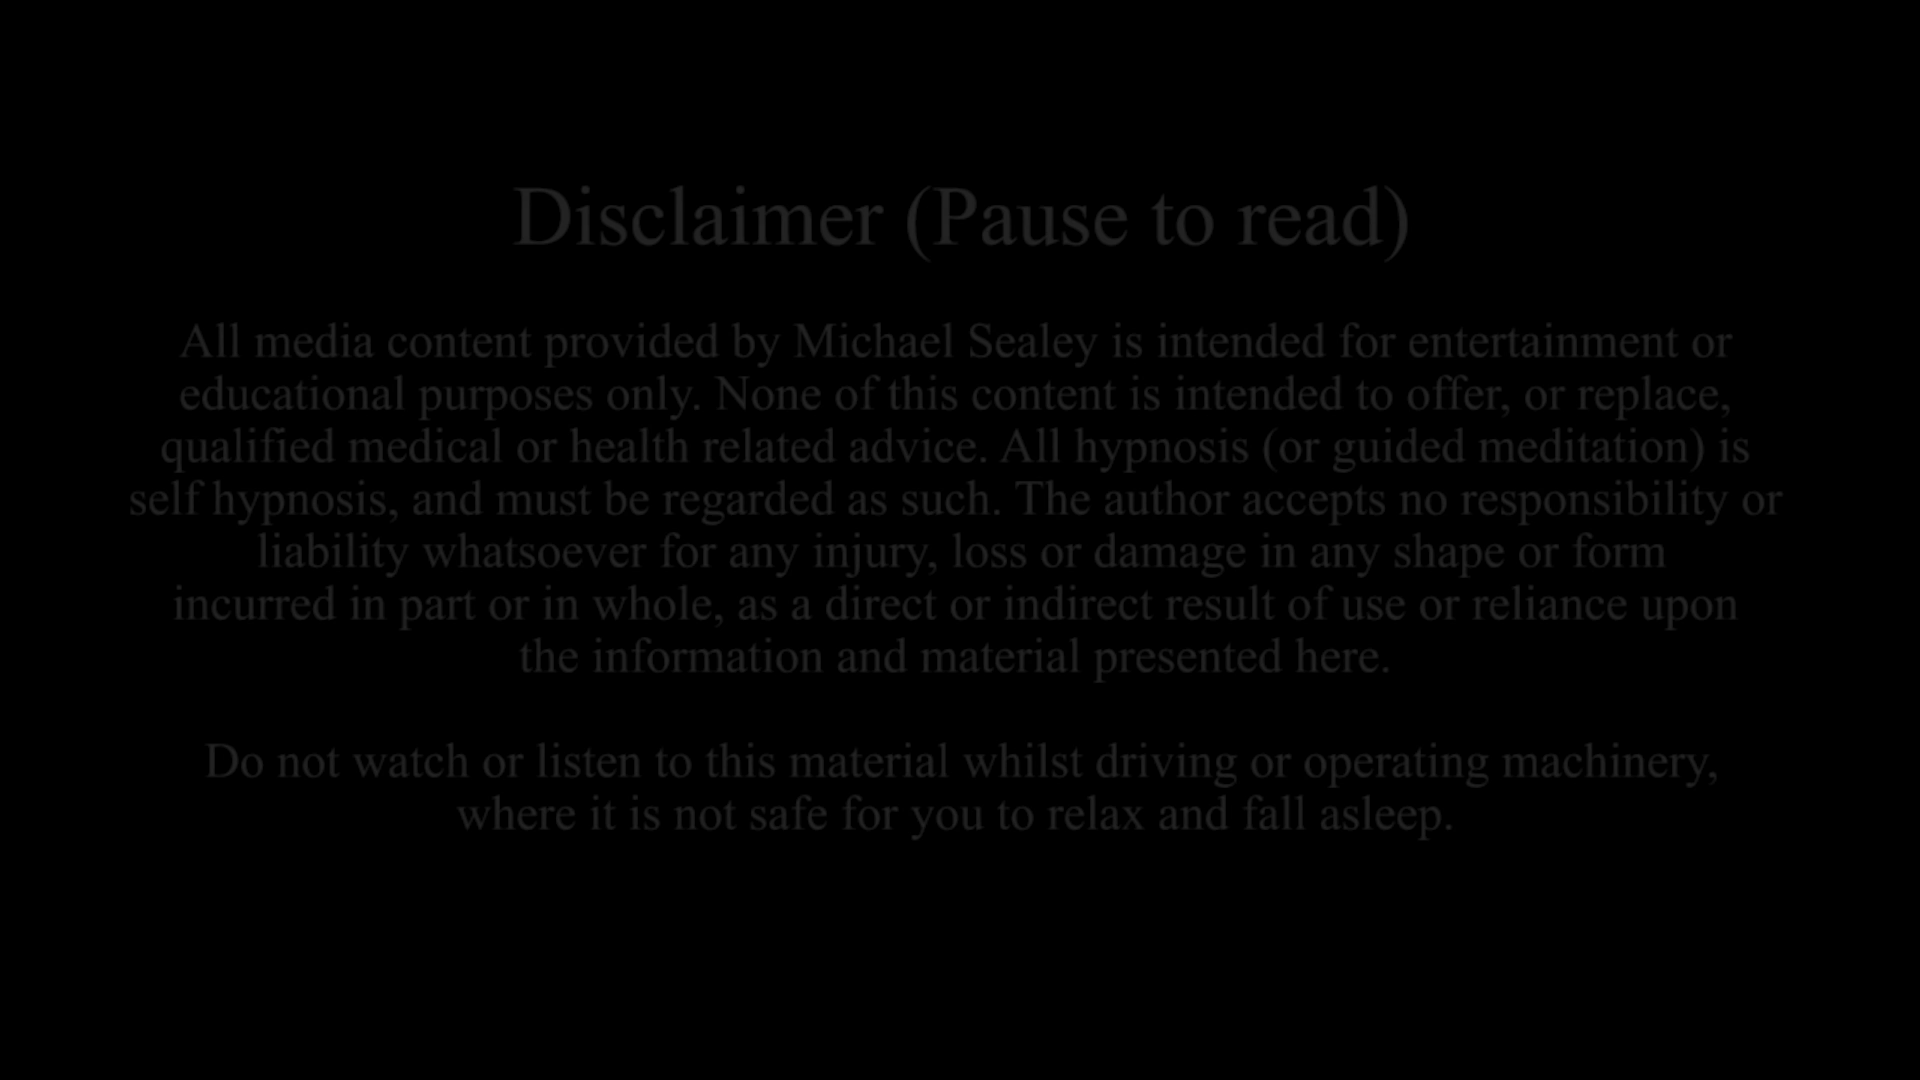 Disclaimer (Pause to read)
All media content provided by Michael Sealey is intended for entertainment or
educational purposes only. None of this content is intended to offer, or replace,
qualified medical or health related advice. All hypnosis (or guided meditation) is
self hypnosis, and must be regarded as such. The author accepts no responsibility or
liability whatsoever for any injury, loss or damage in any shape or form
incurred in part or in whole, as a direct or indirect result of use or reliance upon
the information and material presented here.
Do not watch or listen to this material whilst driving or operating machinery,
where it is not safe for you to relax and fall asleep.